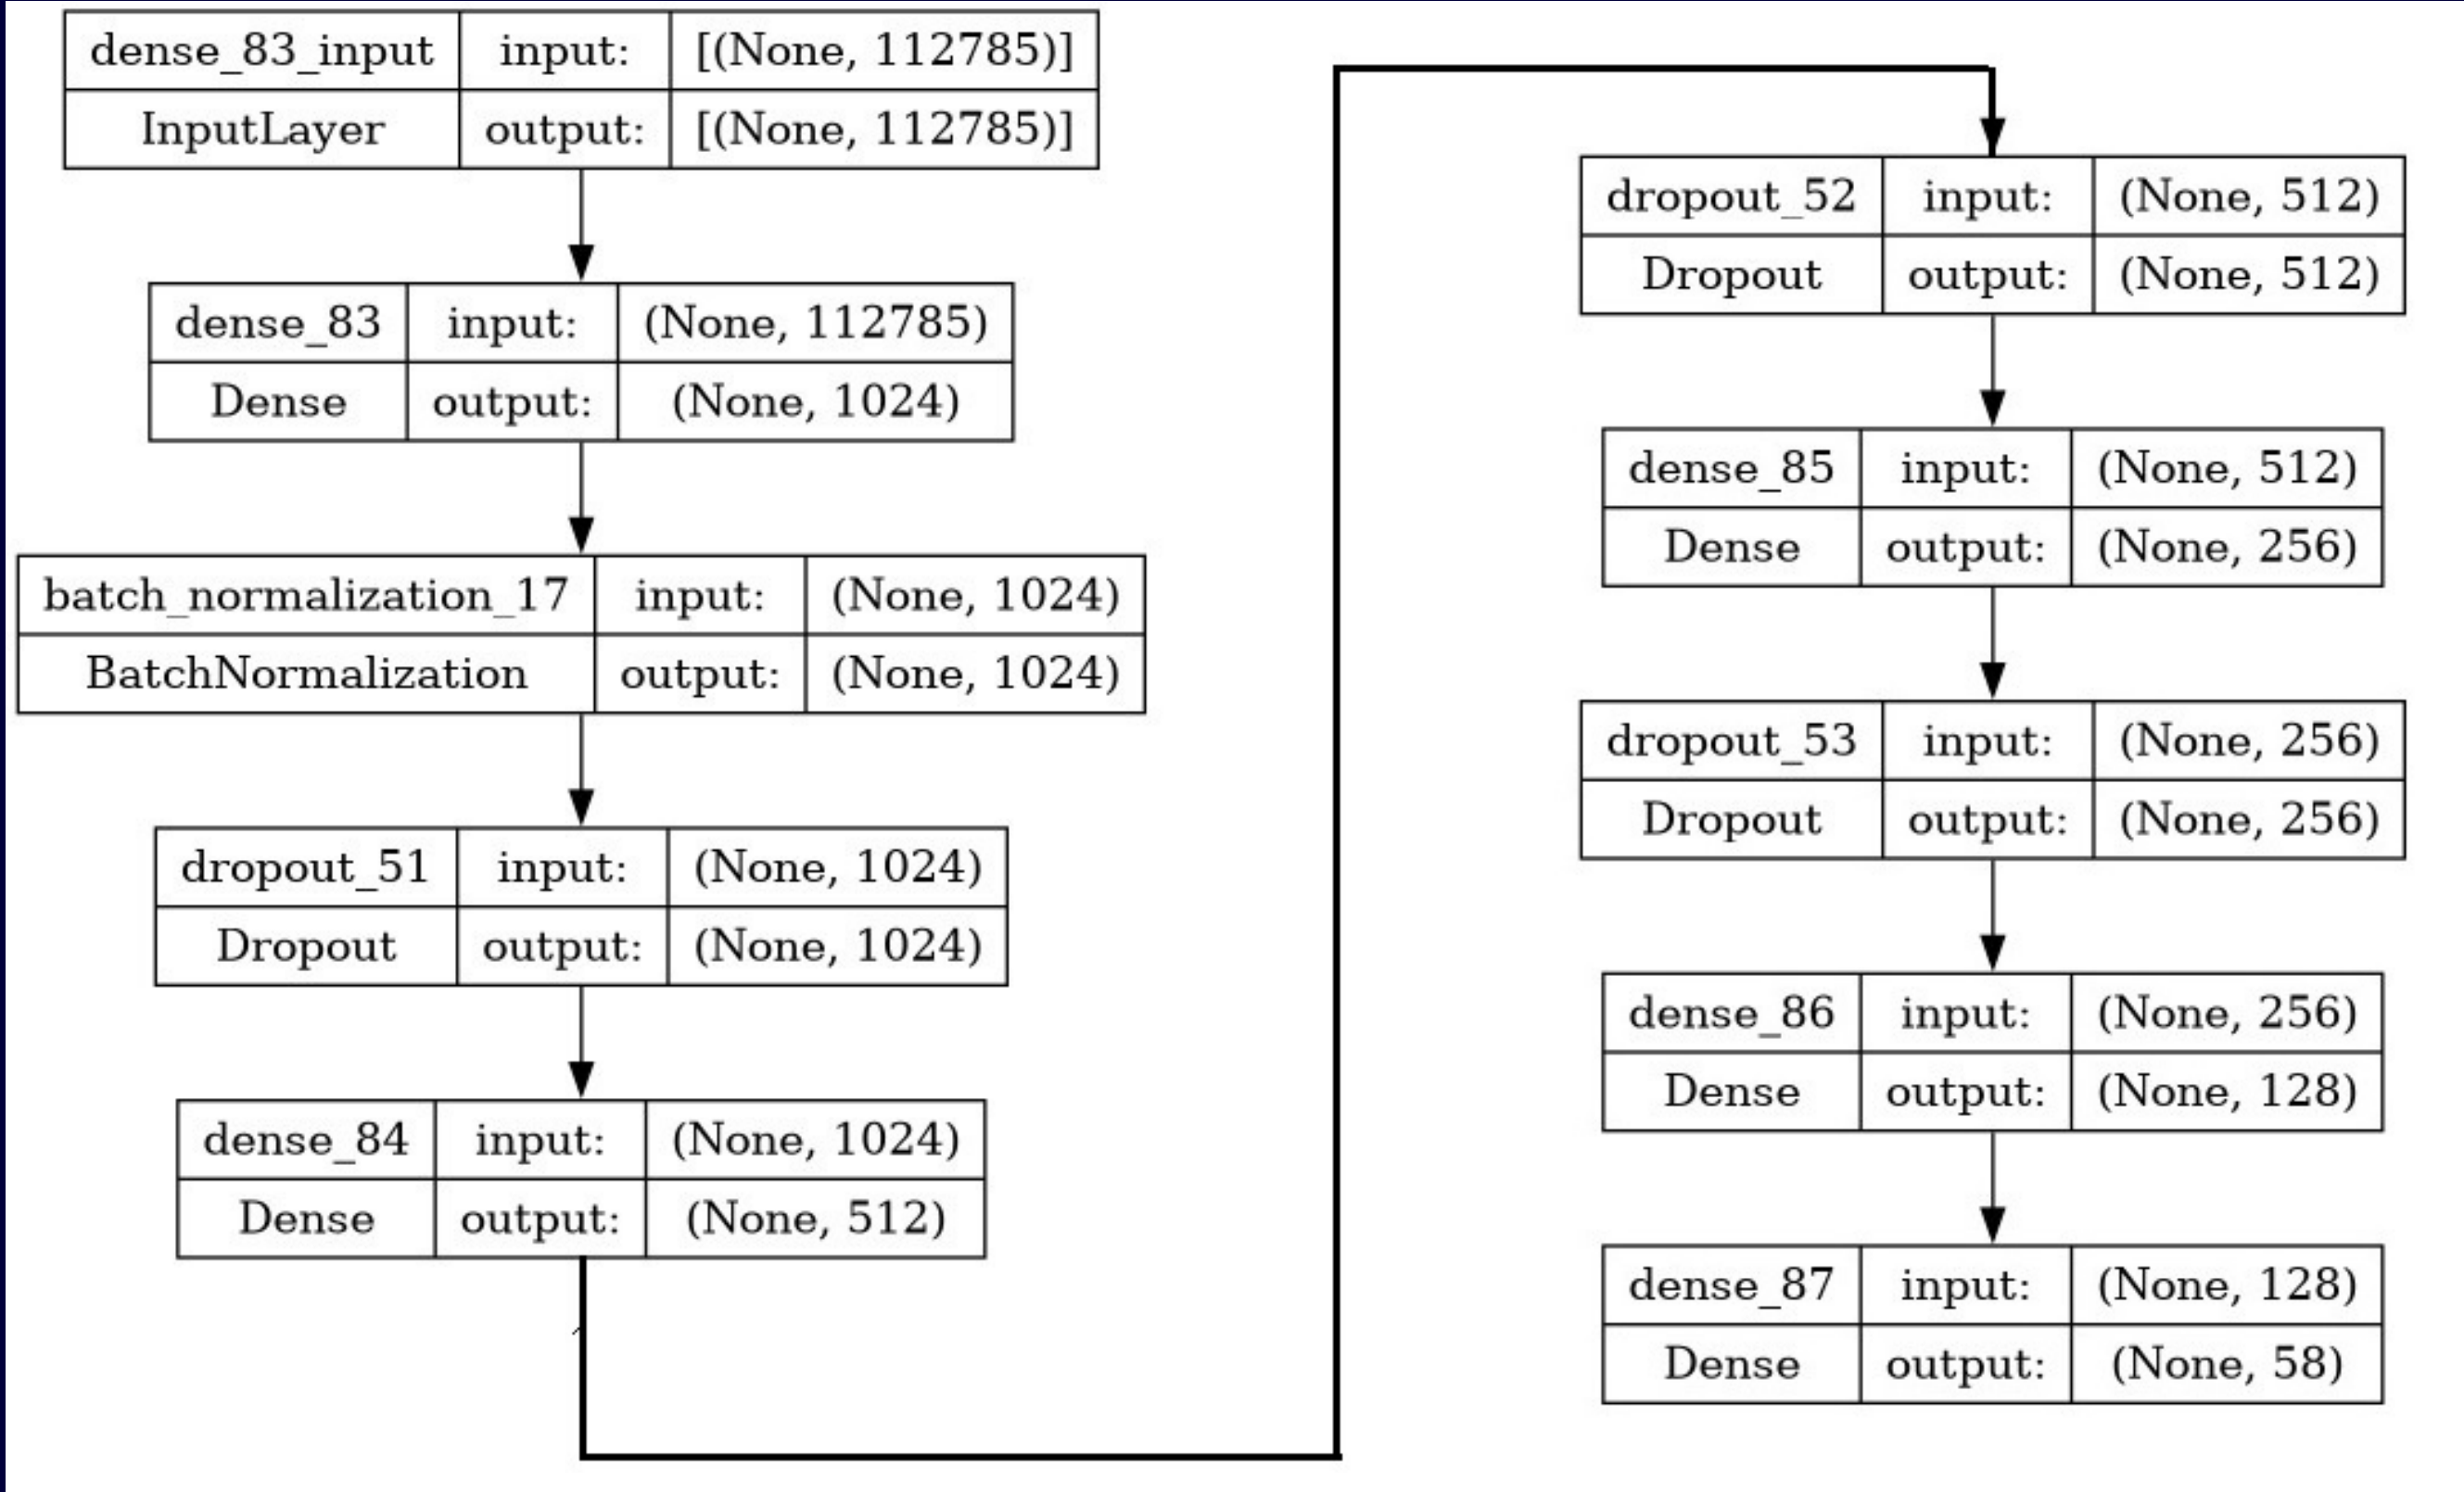 dense_83_input input: [(None, 112785)]
InputLayer output: [(None, 112785)]
dense_83 input: (None, 112785)
Dense output: (None, 1024)
batch_normalization_17 input: (None, 1024)
BatchNormalization output: (None, 1024)
dropout_51 input: (None, 1024)
Dropout output: (None, 1024)
dense_84 input: (None, 1024)
Dense output: (None, 512)
dropout_52 input: (None, 512)
Dropout output: (None, 512)
dense_85 input: (None, 512)
Dense output: (None, 256)
dropout_53 input: (None, 256)
Dropout output: (None, 256)
dense_86 input: (None, 256)
Dense output: (None, 128)
dense_87 input: (None, 128)
Dense output: (None, 58)